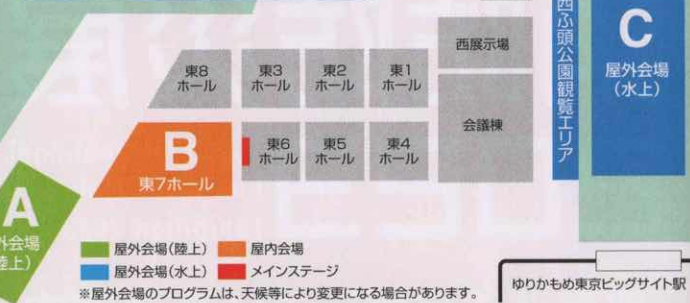 西ふ頭公園観覧エリア
C
屋外会場
(水上)
西展示場
東8
ホール
東3
ホール
東2
ホール
東1
ホール
会議棟
B
東7ホール
東6
ホール
東5
ホール
東4
ホール
A
外会場
陸上)
屋外会場(陸上)
屋内会場
屋外会場(水上)
メインステージ
※屋外会場のプログラムは、天候等により変更になる場合があります。
ゆりかもめ東京ビッグサイト駅